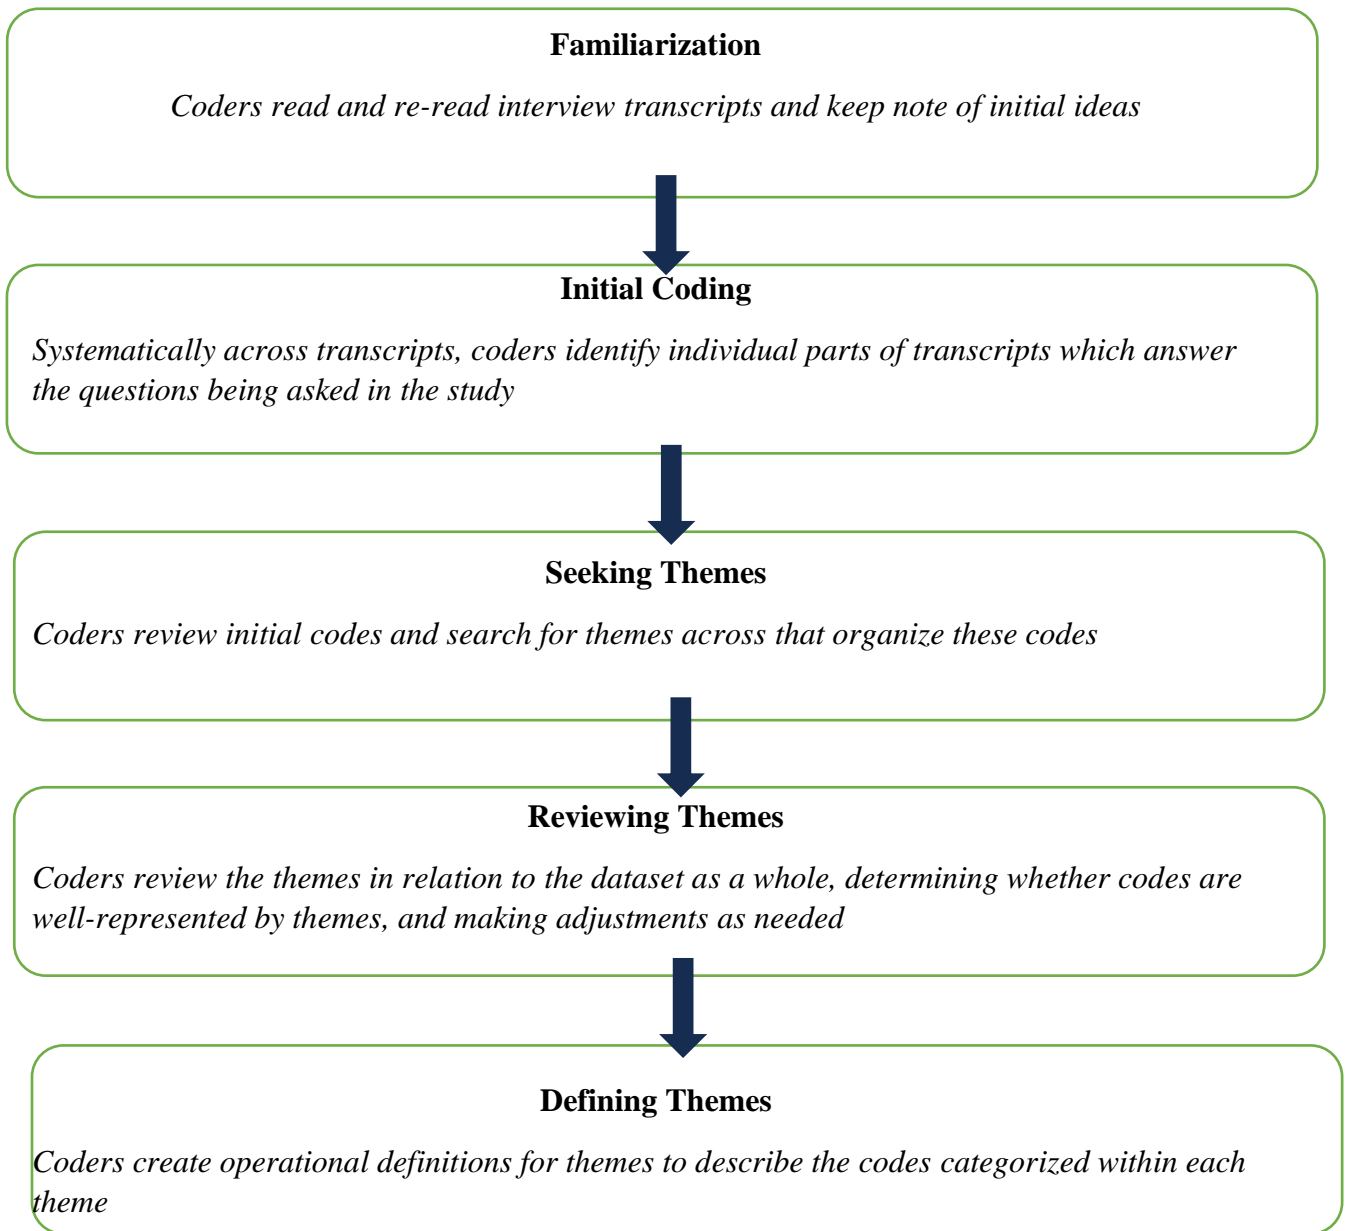 Familiarization
Coders read and re-read interview transcripts and keep note of initial ideas
Initial Coding
Systematically across transcripts, coders identify individual parts of transcripts which answer
the questions being asked in the study
Seeking Themes
Coders review initial codes and search for themes across that organize these codes
Reviewing Themes
Coders review the themes in relation to the dataset as a whole, determining whether codes are
well-represented by themes, and making adjustments as needed
Defining Themes
Coders create operational definitions for themes to describe the codes categorized within each
theme